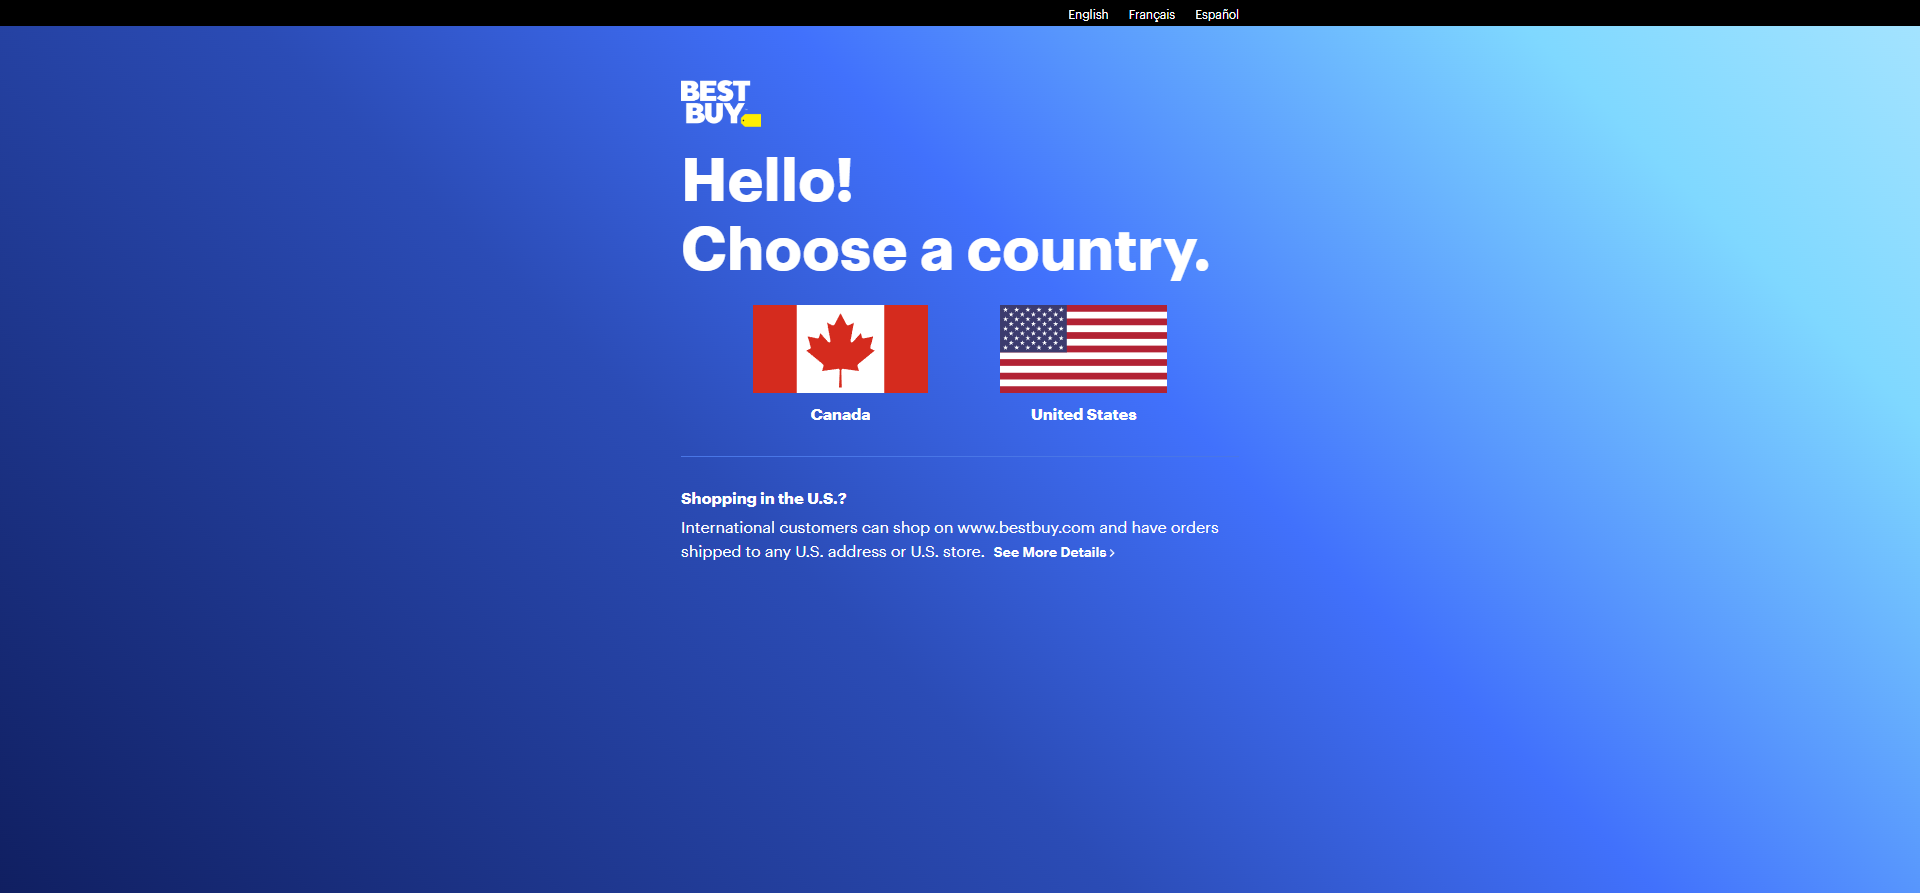 English Français Español
BEST
BUY
Hello!
Choose a country.
Canada United States
Shopping in the U.S.?
International customers can shop on www.bestbuy.com and have orders
shipped to any U.S. address or U.S. store. See More Details ›